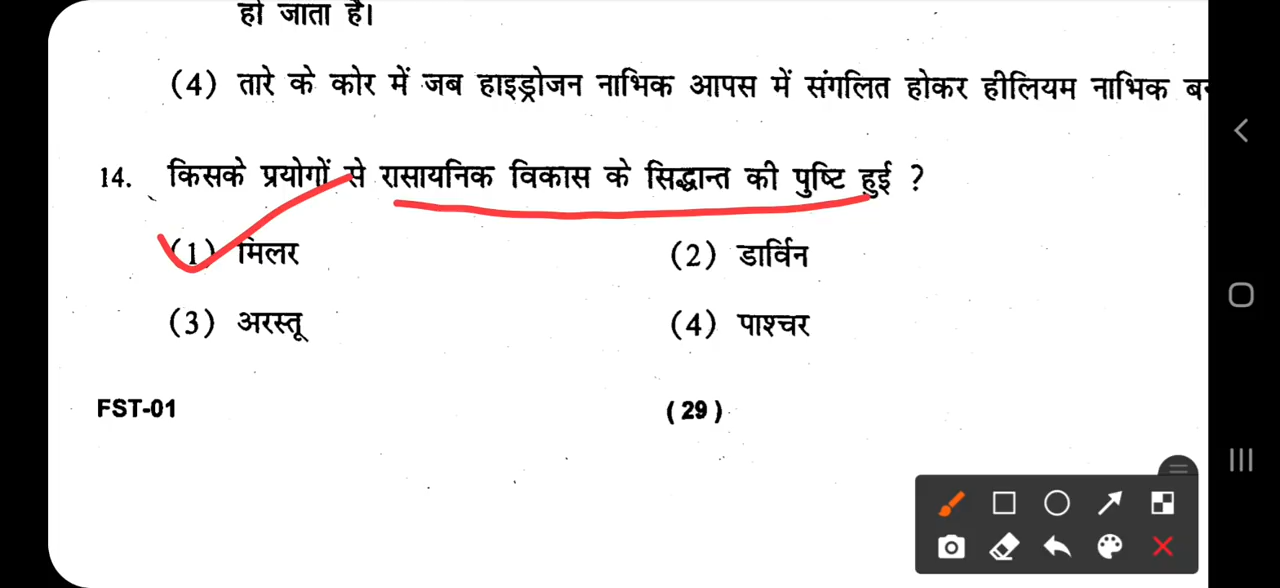 हो जाता है।
(4) तारे के कोर में जब हाइड्रोजन नाभिक आपस में संगलित होकर हीलियम नाभिक
14. किसके प्रयोगों से रासायनिक विकास के सिद्धान्त की पुष्टि हुई ?
(1) मिलर (2) डार्विन
(3) अरस्तू (4) पाश्चर
FST-01 (29)